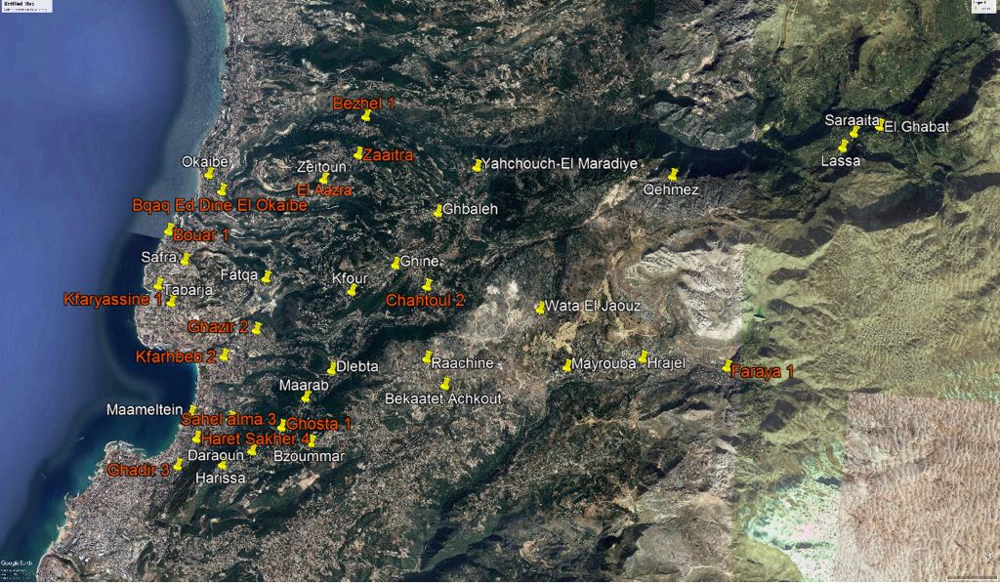 Untitled Map
Bezhel 1
Saraaita
El Ghabat
Lassa
Zaaitra
Okaibe
Zeitoun
Yahchouch-El Maradiye
El Aazra
Qehmez
Bqaq Ed Dine El Okaibe
Ghbaleh
Bouar 1
Safra
Ghine
Fatqa
Kfour
Tabarja
Kfaryassine 1
Chahtoul 2
Wata El Jaouz
Ghazir 2
Kfarhbeb 2
Dlebta
Raachine
Mayrouba
Hrajel
Faraya 1
Maarab
Bekaatet Achkout
Maameltein
Sahel alma 3
Ghosta 1
Haret Sakher 4
Daraoun
Bzoummar
Ghadir 3
Harissa
Google Earth